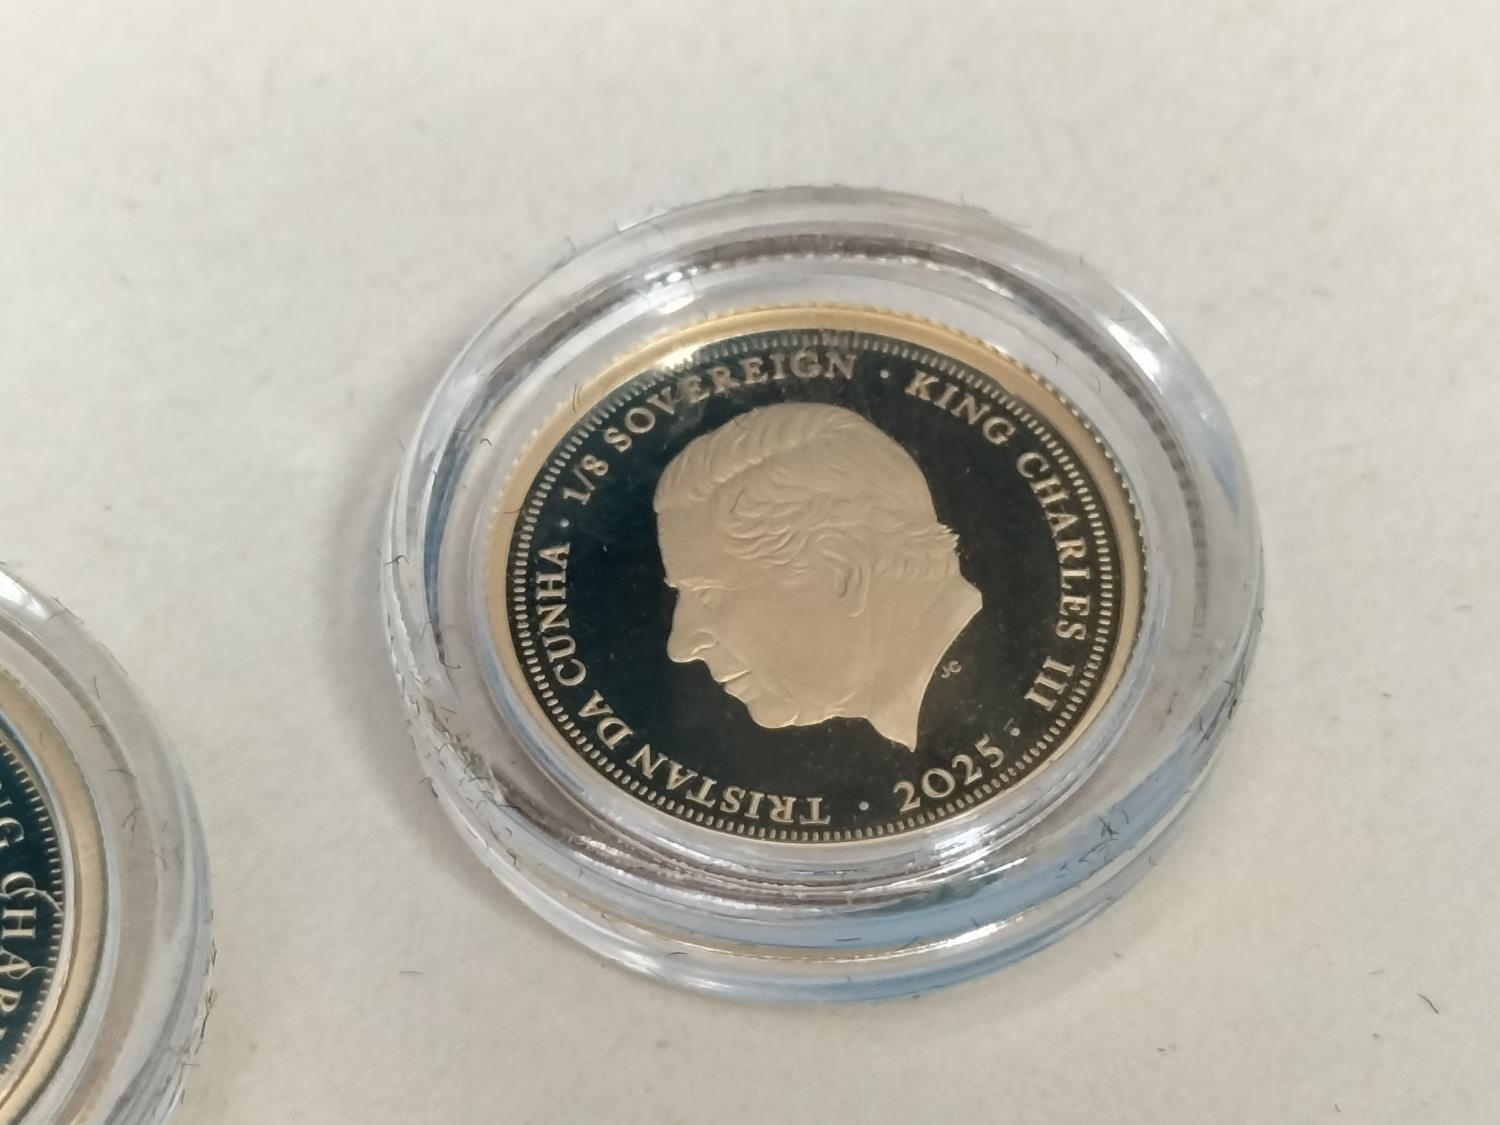 TRISTAN DA CUNHA · 1/8 SOVEREIGN · KING CHARLES III · 2025 ·
JC